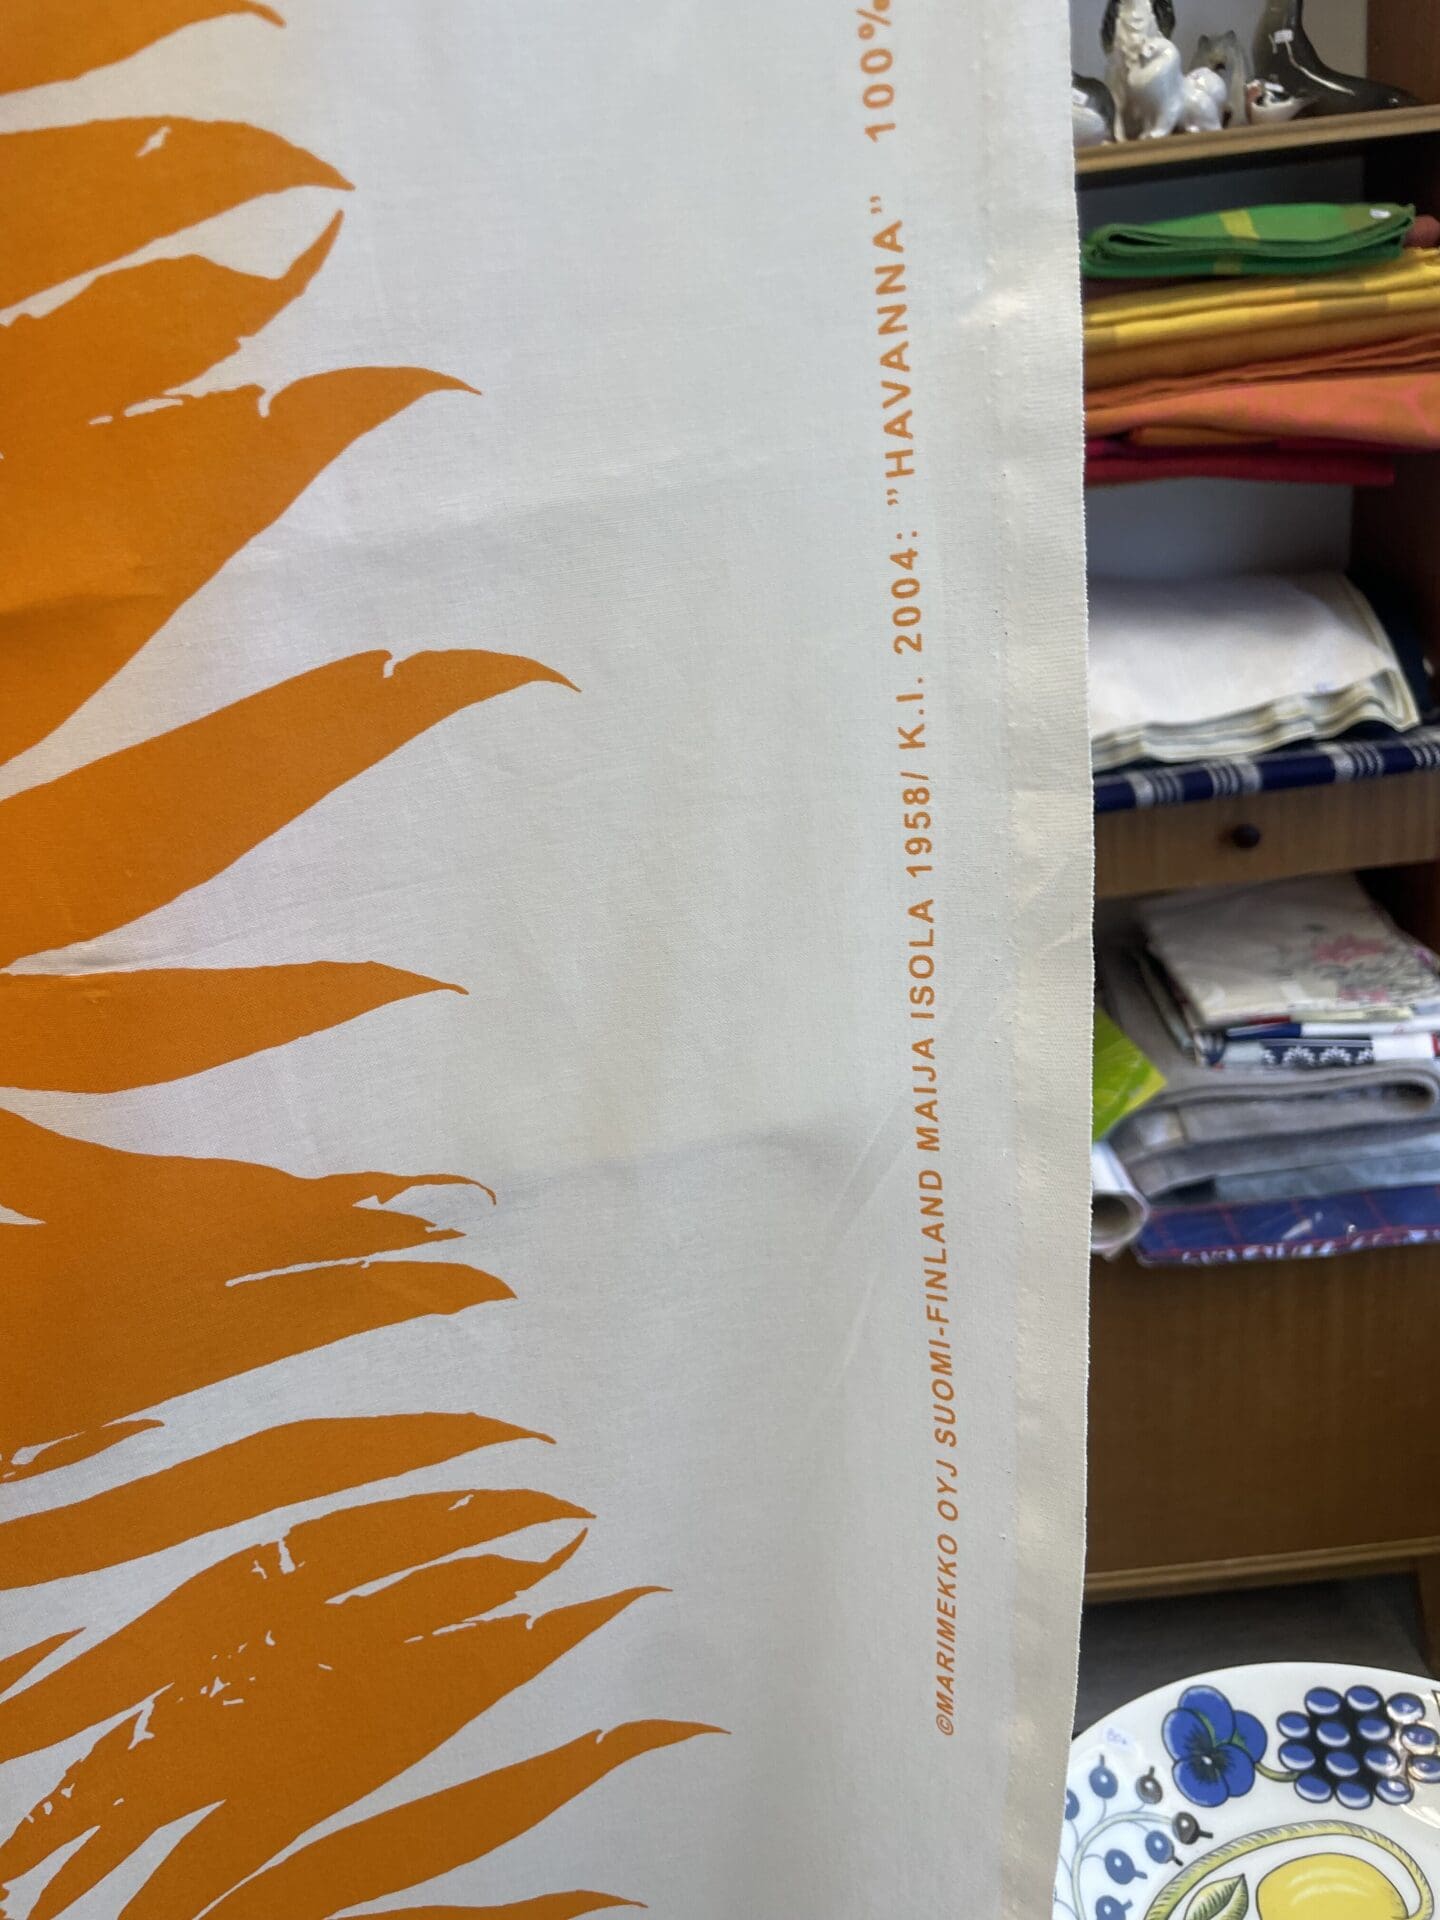 ©MARIMEKKO OYJ SUOMI-FINLAND MAIJA ISOLA 1958/ K.I. 2004: "HAVANNA" 100%